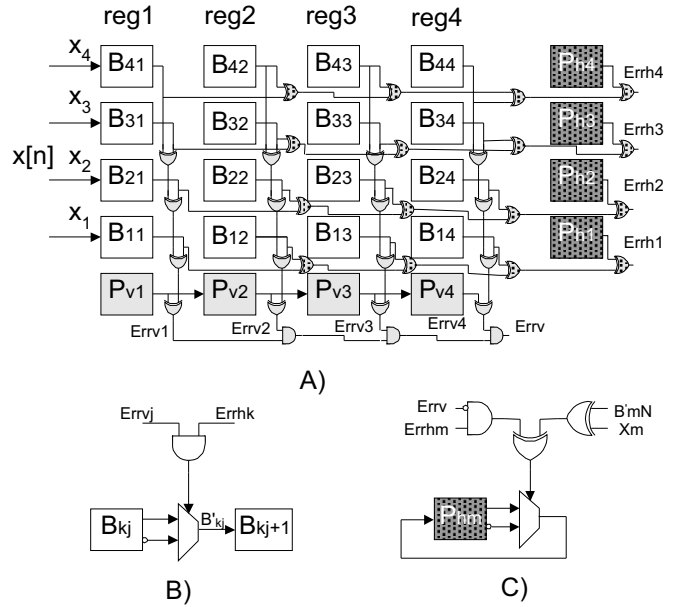 reg1 reg2 reg3 reg4
x4 B41 B42 B43 B44 Ph4 Errh4
x3 B31 B32 B33 B34 Ph3 Errh3
x[n] x2 B21 B22 B23 B24 Ph2 Errh2
x1 B11 B12 B13 B14 Ph1 Errh1
Pv1 Pv2 Pv3 Pv4
Errv1 Errv2 Errv3 Errv4 Errv
A)
Errvj Errhk
Bkj B'kj Bkj+1
B)
Errv B'mN
Errhm Xm
Phm
C)